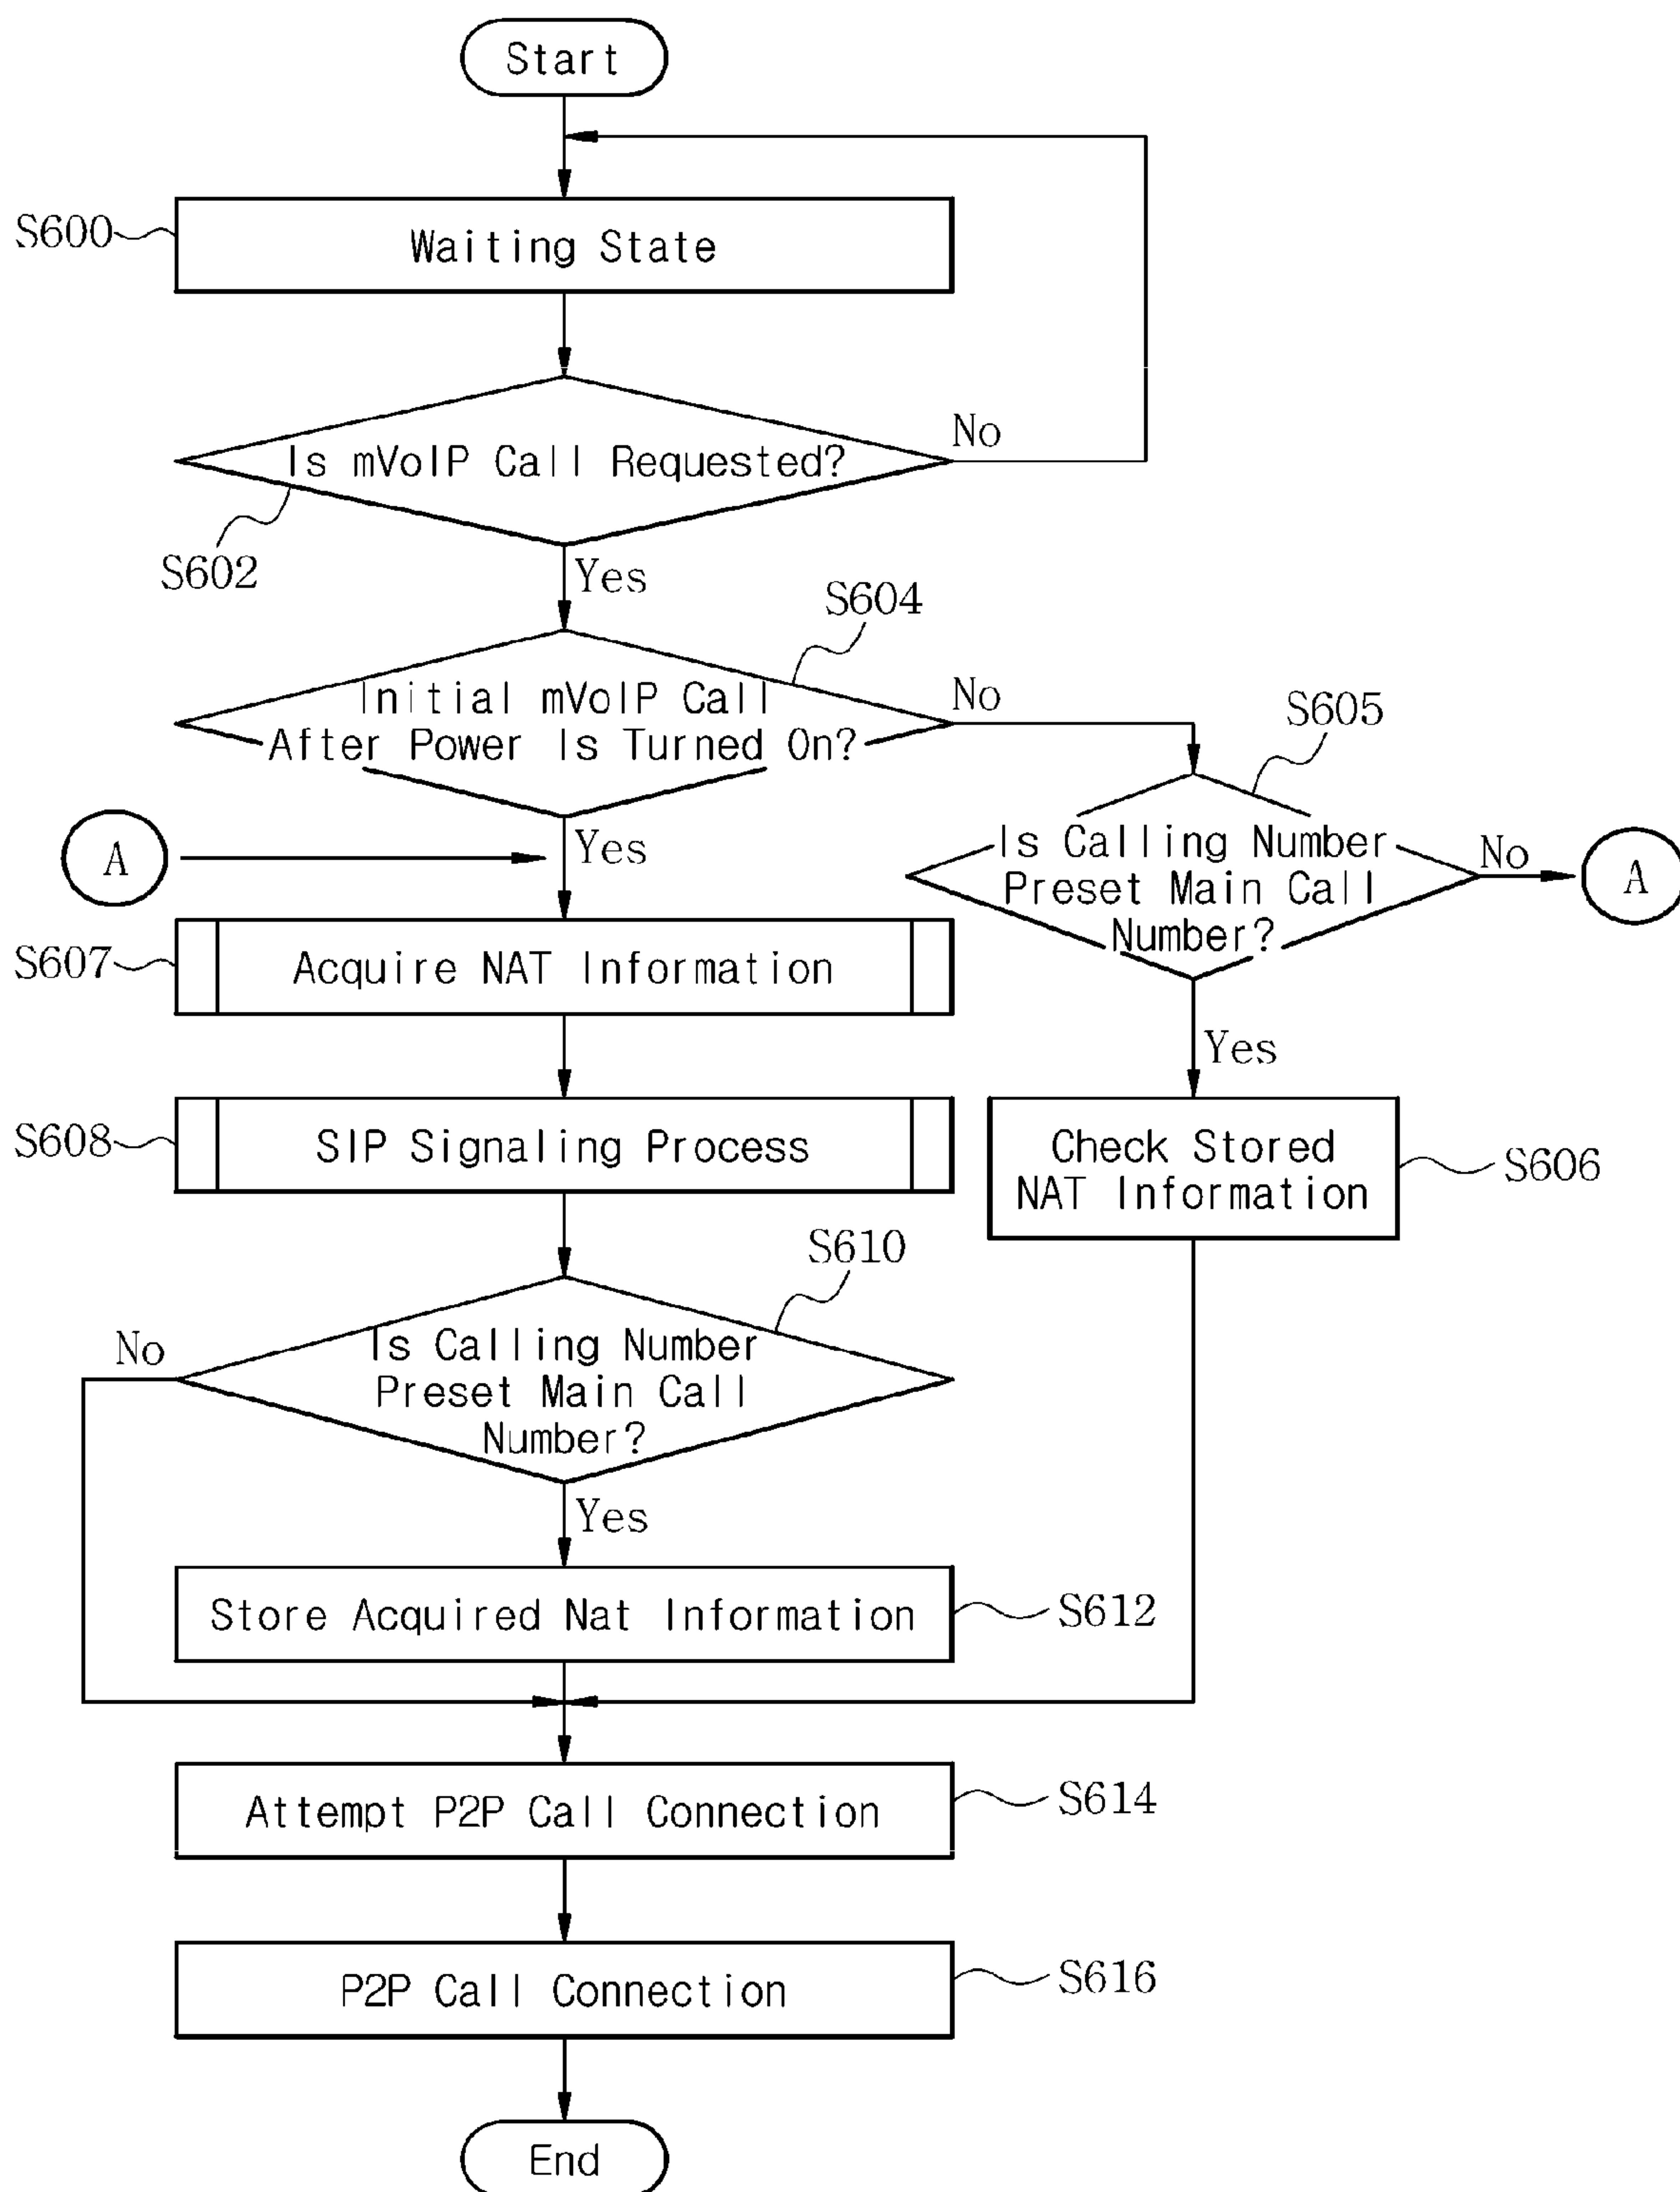 Start
S600
Waiting State
Is mVoIP Call Requested?
No
S602
Yes
S604
Initial mVoIP Call
After Power Is Turned On?
No
S605
A
Yes
Is Calling Number
Preset Main Call
Number?
No
A
S607
Acquire NAT Information
Yes
S608
SIP Signaling Process
Check Stored
NAT Information
S606
S610
No
Is Calling Number
Preset Main Call
Number?
Yes
Store Acquired Nat Information
S612
Attempt P2P Call Connection
S614
P2P Call Connection
S616
End